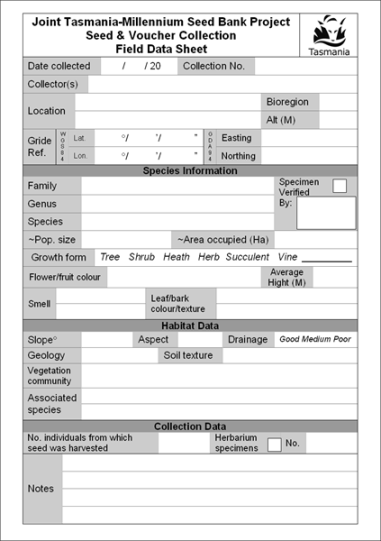 Joint Tasmania-Millennium Seed Bank Project
Seed & Voucher Collection
Field Data Sheet
Tasmania
Date collected / / 20 Collection No.
Collector(s)
Location Bioregion
Alt (M)
Gride Ref. WGS84 Lat. °/ '/ " GDA94 Easting
Lon. °/ '/ " Northing
Species Information
Family Specimen Verified
Genus By:
Species
~Pop. size ~Area occupied (Ha)
Growth form Tree Shrub Heath Herb Succulent Vine
Flower/fruit colour Average Hight (M)
Smell Leaf/bark colour/texture
Habitat Data
Slope° Aspect Drainage Good Medium Poor
Geology Soil texture
Vegetation community
Associated species
Collection Data
No. individuals from which seed was harvested Herbarium specimens No.
Notes